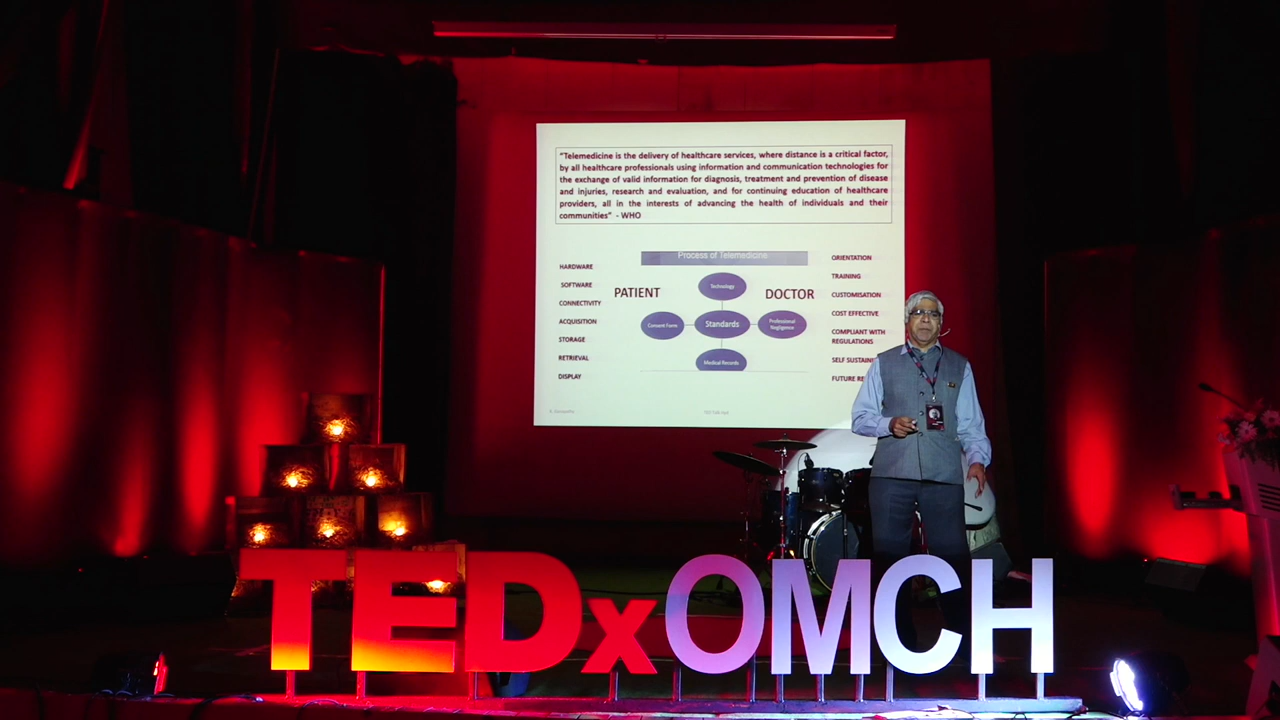 "Telemedicine is the delivery of healthcare services, where distance is a critical factor,
by all healthcare professionals using information and communication technologies for
the exchange of valid information for diagnosis, treatment and prevention of disease
and injuries, research and evaluation, and for continuing education of healthcare
providers, all in the interests of advancing the health of individuals and their
communities" - WHO
Process of Telemedicine
HARDWARE
SOFTWARE
CONNECTIVITY
ACQUISITION
STORAGE
RETRIEVAL
DISPLAY
PATIENT
DOCTOR
Technology
Consent Form
Standards
Professional
Negligence
Medical Records
ORIENTATION
TRAINING
CUSTOMISATION
COST EFFECTIVE
COMPLIANT WITH
REGULATIONS
SELF
FUTURE
TEDxOMCH